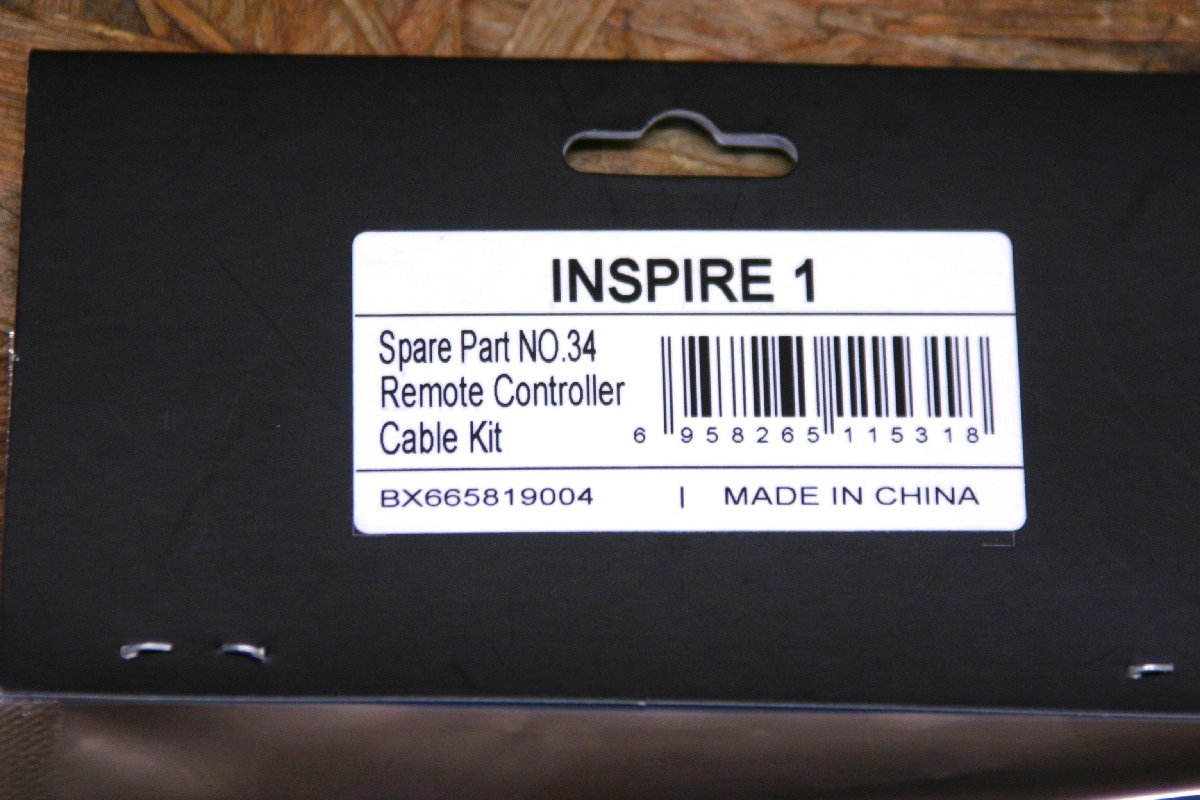 INSPIRE 1
Spare Part NO.34
Remote Controller
Cable Kit
6 958265 115318
BX665819004 | MADE IN CHINA